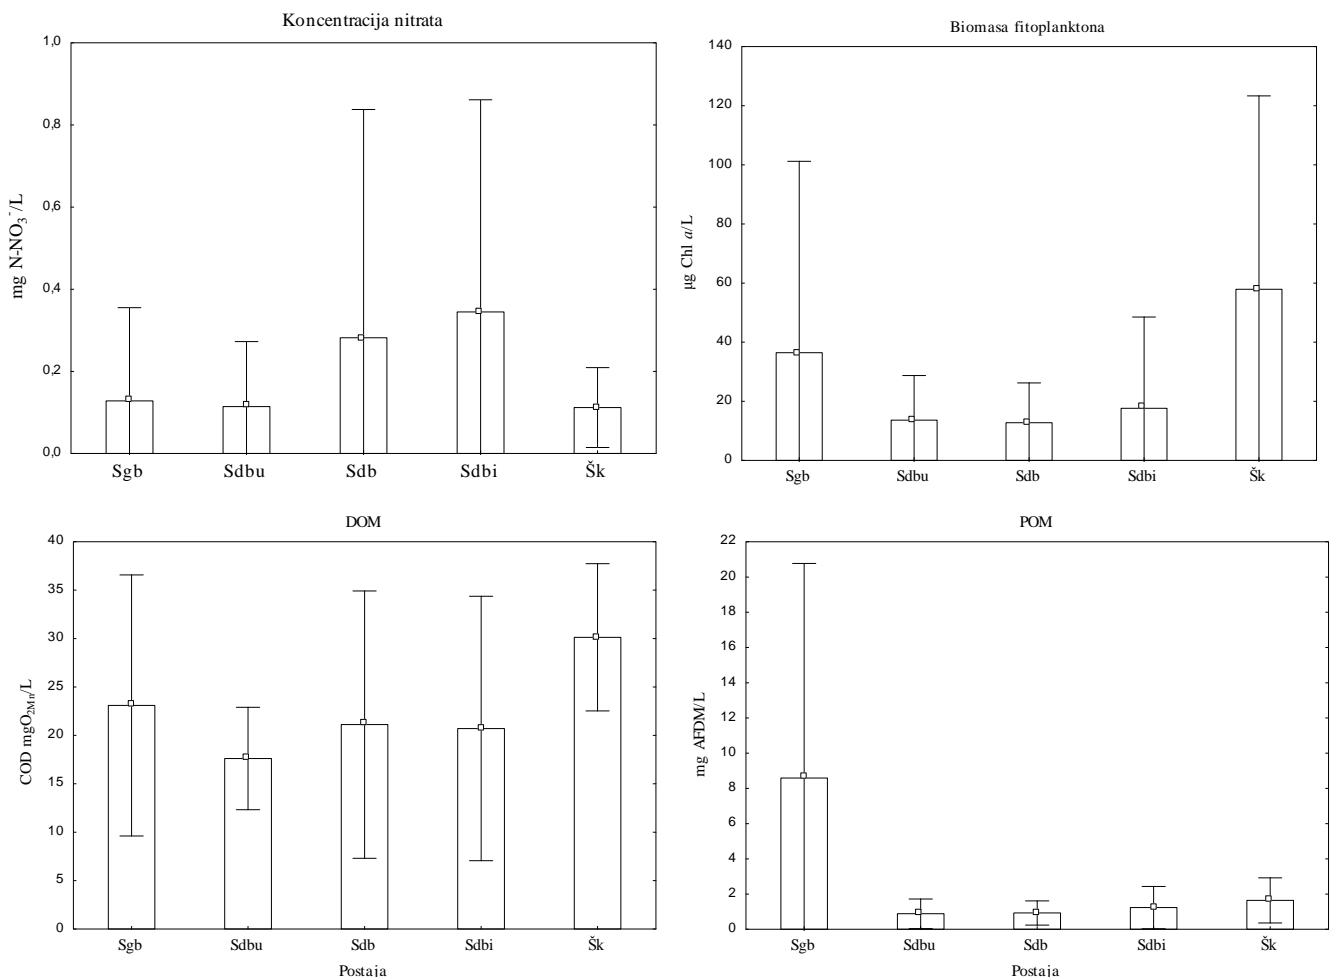 Koncentracija nitrata
1,0
0,8
0,6
0,4
0,2
0,0
mg N-NO₃⁻/L
Sgb Sdbu Sdb Sdbi Šk
Biomasa fitoplanktona
140
120
100
80
60
40
20
0
µg Chl a/L
Sgb Sdbu Sdb Sdbi Šk
DOM
40
35
30
25
20
15
10
5
0
COD mgO₂Mn/L
Sgb Sdbu Sdb Sdbi Šk
Postaja
POM
22
20
18
16
14
12
10
8
6
4
2
0
mg AFDM/L
Sgb Sdbu Sdb Sdbi Šk
Postaja